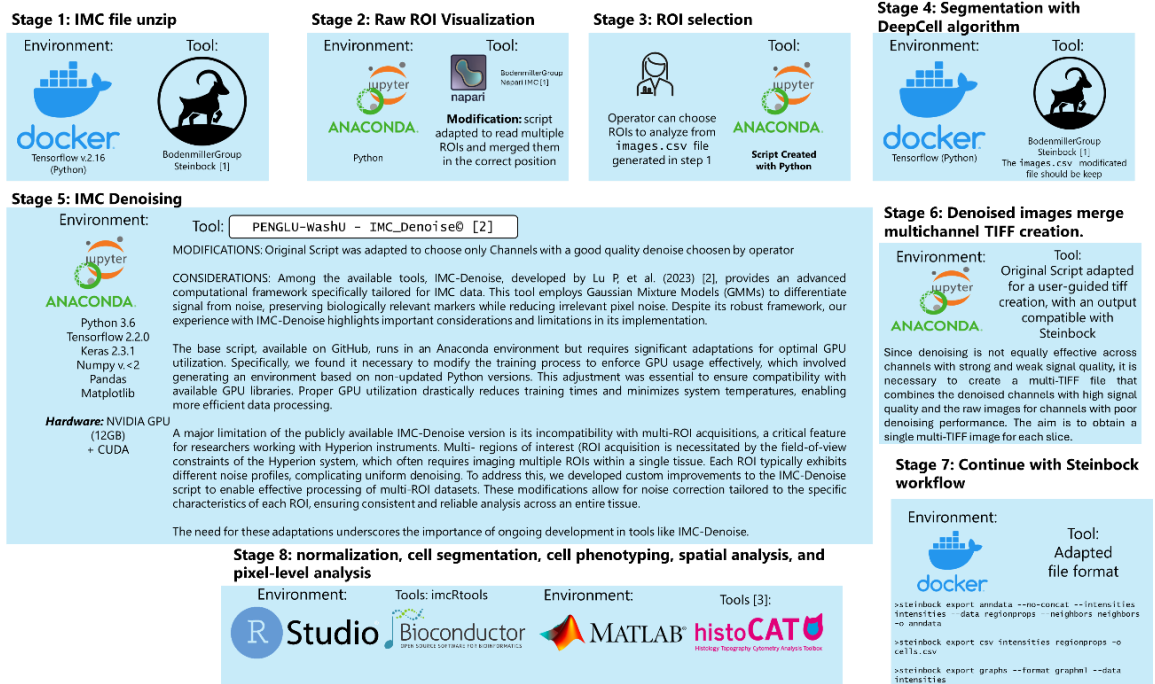 Stage 1: IMC file unzip
Environment:
Tool:
docker
Tensorflow v.2.16
(Python)
BodenmillerGroup
Steinbock [1]
Stage 2: Raw ROI Visualization
Environment:
Tool:
jupyter
ANACONDA.
Python
napari
BodenmillerGroup
Napari IMC [1]
Modification: script
adapted to read multiple
ROIs and merged them
in the correct position
Stage 3: ROI selection
Tool:
Operator can choose
ROIs to analyze from
images.csv file
generated in step 1
jupyter
ANACONDA.
Script Created
with Python
Stage 4: Segmentation with
DeepCell algorithm
Environment:
Tool:
docker
Tensorflow (Python)
BodenmillerGroup
Steinbock [1]
The images.csv modificated
file should be keep
Stage 5: IMC Denoising
Environment:
jupyter
ANACONDA.
Python 3.6
Tensorflow 2.2.0
Keras 2.3.1
Numpy v.<2
Pandas
Matplotlib
Hardware: NVIDIA GPU
(12GB)
+ CUDA
Tool: PENGLU-WashU - IMC_Denoise© [2]
MODIFICATIONS: Original Script was adapted to choose only Channels with a good quality denoise choosen by operator
CONSIDERATIONS: Among the available tools, IMC-Denoise, developed by Lu P, et al. (2023) [2], provides an advanced
computational framework specifically tailored for IMC data. This tool employs Gaussian Mixture Models (GMMs) to differentiate
signal from noise, preserving biologically relevant markers while reducing irrelevant pixel noise. Despite its robust framework, our
experience with IMC-Denoise highlights important considerations and limitations in its implementation.
The base script, available on GitHub, runs in an Anaconda environment but requires significant adaptations for optimal GPU
utilization. Specifically, we found it necessary to modify the training process to enforce GPU usage effectively, which involved
generating an environment based on non-updated Python versions. This adjustment was essential to ensure compatibility with
available GPU libraries. Proper GPU utilization drastically reduces training times and minimizes system temperatures, enabling
more efficient data processing.
A major limitation of the publicly available IMC-Denoise version is its incompatibility with multi-ROI acquisitions, a critical feature
for researchers working with Hyperion instruments. Multi- regions of interest (ROI acquisition is necessitated by the field-of-view
constraints of the Hyperion system, which often requires imaging multiple ROIs within a single tissue. Each ROI typically exhibits
different noise profiles, complicating uniform denoising. To address this, we developed custom improvements to the IMC-Denoise
script to enable effective processing of multi-ROI datasets. These modifications allow for noise correction tailored to the specific
characteristics of each ROI, ensuring consistent and reliable analysis across an entire tissue.
The need for these adaptations underscores the importance of ongoing development in tools like IMC-Denoise.
Stage 6: Denoised images merge
multichannel TIFF creation.
Environment:
jupyter
ANACONDA.
Tool:
Original Script adapted
for a user-guided tiff
creation, with an output
compatible with
Steinbock
Since denoising is not equally effective across
channels with strong and weak signal quality, it is
necessary to create a multi-TIFF file that
combines the denoised channels with high signal
quality and the raw images for channels with poor
denoising performance. The aim is to obtain a
single multi-TIFF image for each slice.
Stage 7: Continue with Steinbock
workflow
Environment:
docker
Tool:
Adapted
file format
>steinbock export anndata --no-concat --intensities
intensities --data regionprops --neighbors neighbors
-o anndata
>steinbock export csv intensities regionprops -o
cells.csv
>steinbock export graphs --format graphml --data
intensities
Stage 8: normalization, cell segmentation, cell phenotyping, spatial analysis, and
pixel-level analysis
Environment:
R Studio
Tools: imcRtools
Bioconductor
OPEN SOURCE SOFTWARE FOR BIOINFORMATICS
Environment:
MATLAB®
Tools [3]:
histoCAT
Histology Topography Cytometry Analysis Toolbox